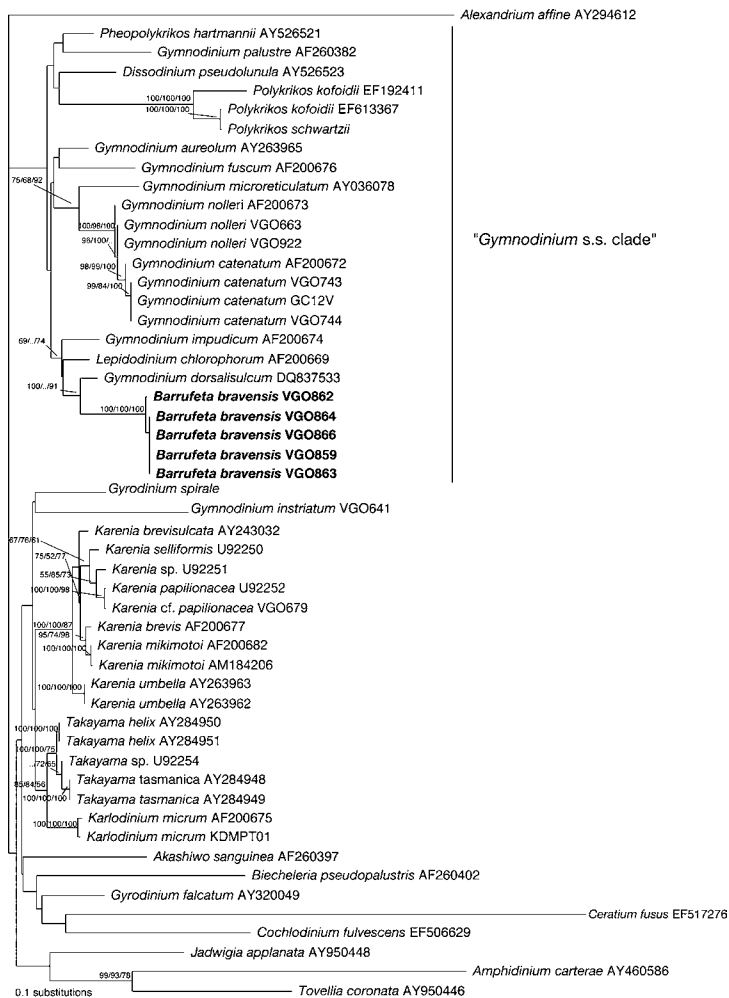 Alexandrium affine AY294612
Pheopolykrikos hartmannii AY526521
Gymnodinium palustre AF260382
Dissodinium pseudolunula AY526523
Polykrikos kofoidii EF192411
100/100/100
100/100/100
Polykrikos kofoidii EF613367
Polykrikos schwartzii
Gymnodinium aureolum AY263965
Gymnodinium fuscum AF200676
75/68/92
Gymnodinium microreticulatum AY036078
Gymnodinium nolleri AF200673
100/98/100
Gymnodinium nolleri VGO663
Gymnodinium nolleri VGO922
"Gymnodinium s.s. clade"
Gymnodinium catenatum AF200672
98/99/100
Gymnodinium catenatum VGO743
99/84/100
Gymnodinium catenatum GC12V
Gymnodinium catenatum VGO744
Gymnodinium impudicum AF200674
69/../74
Lepidodinium chlorophorum AF200669
Gymnodinium dorsalisulcum DQ837533
100/../91
Barrufeta bravensis VGO862
100/100/100
Barrufeta bravensis VGO864
Barrufeta bravensis VGO866
Barrufeta bravensis VGO859
Barrufeta bravensis VGO863
Gyrodinium spirale
Gymnodinium instriatum VGO641
Karenia brevisulcata AY243032
67/76/61
Karenia selliformis U92250
75/52/77
Karenia sp. U92251
55/65/73
Karenia papilionacea U92252
100/100/98
Karenia cf. papilionacea VGO679
Karenia brevis AF200677
100/100/87
95/74/98
Karenia mikimotoi AF200682
100/100/100
Karenia mikimotoi AM184206
Karenia umbella AY263963
100/100/100
Karenia umbella AY263962
Takayama helix AY284950
100/100/100
Takayama helix AY284951
100/100/75
Takayama sp. U92254
../72/65
Takayama tasmanica AY284948
85/84/56
100/100/100
Takayama tasmanica AY284949
Karlodinium micrum AF200675
100/100/100
Karlodinium micrum KDMPT01
Akashiwo sanguinea AF260397
Biecheleria pseudopalustris AF260402
Gyrodinium falcatum AY320049
Ceratium fusus EF517276
Cochlodinium fulvescens EF506629
Jadwigia applanata AY950448
Amphidinium carterae AY460586
99/93/78
Tovellia coronata AY950446
0.1 substitutions